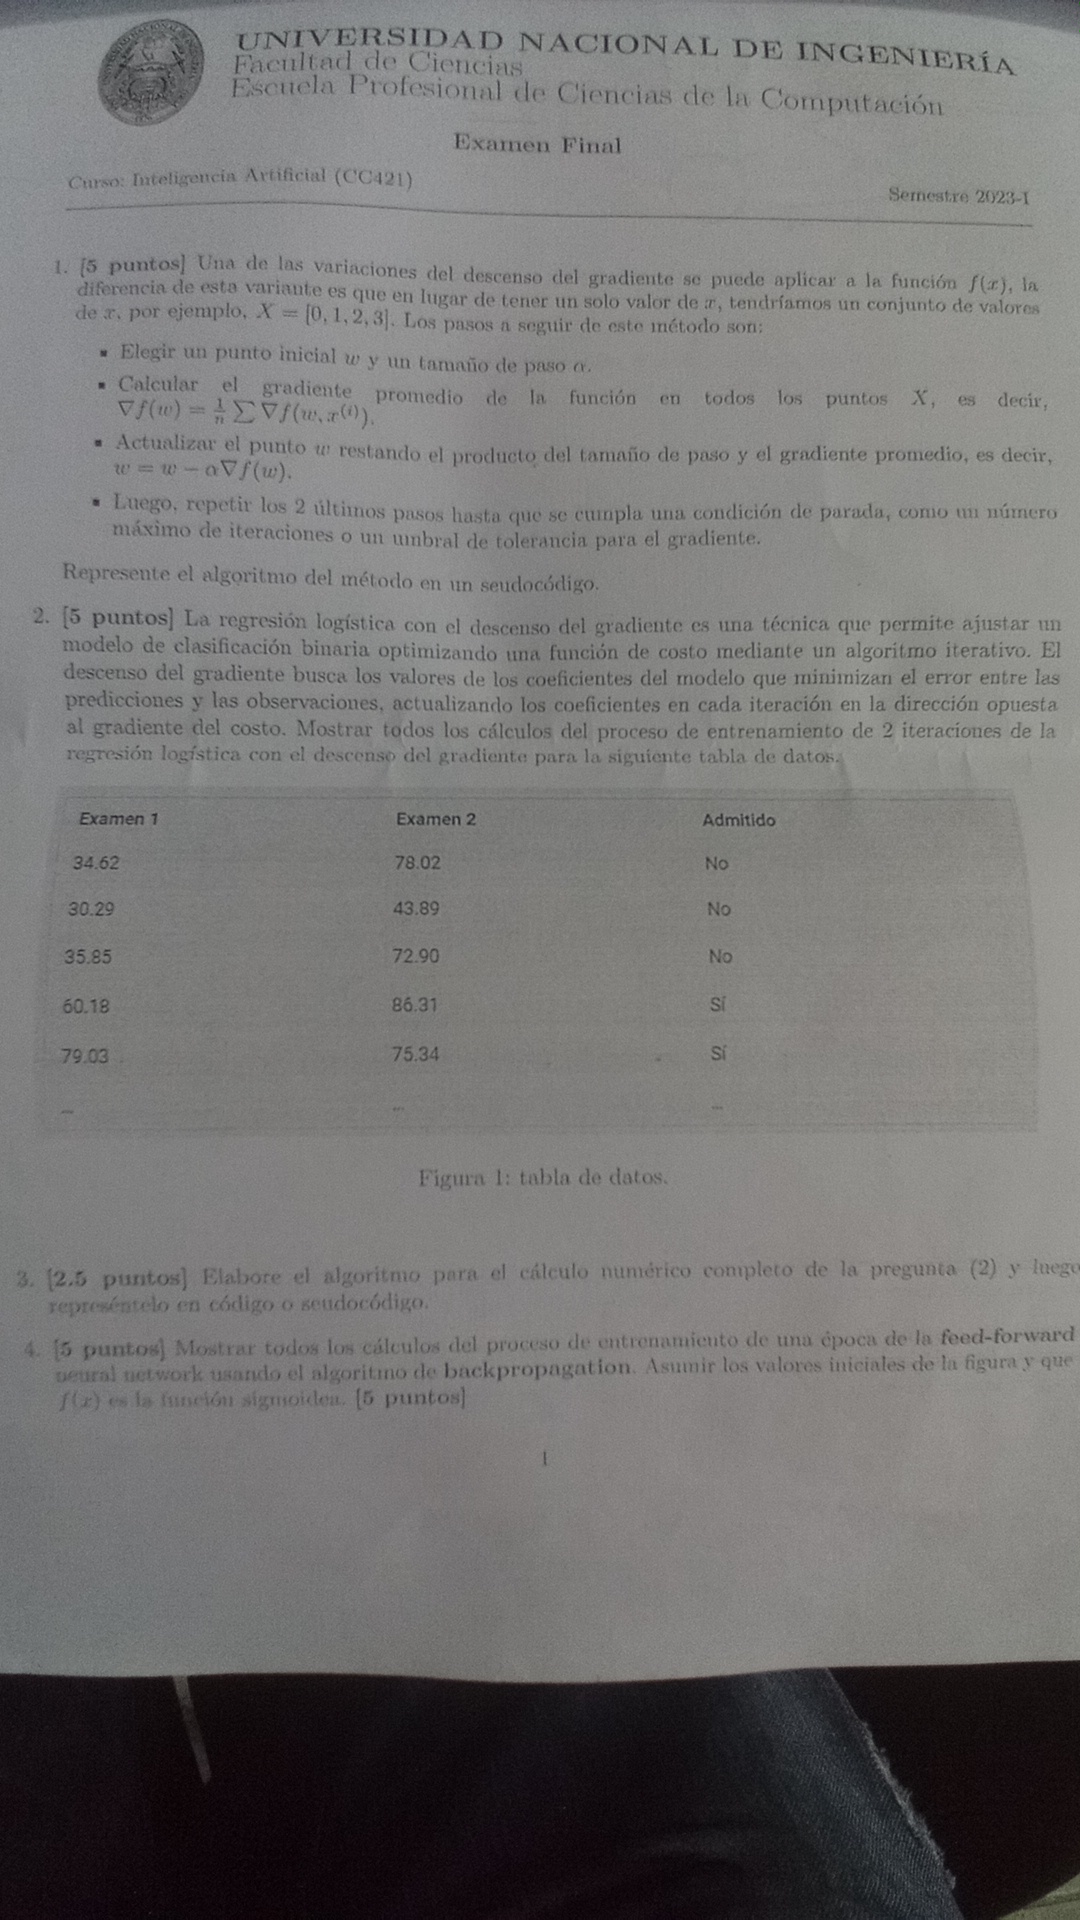 UNIVERSIDAD NACIONAL DE INGENIERÍA
Facultad de Ciencias
Escuela Profesional de Ciencias de la Computación
Examen Final
Curso: Inteligencia Artificial (CC421)
Semestre 2023-1
1. [5 puntos] Una de las variaciones del descenso del gradiente se puede aplicar a la función f(x), la
diferencia de esta variante es que en lugar de tener un solo valor de x, tendríamos un conjunto de valores
de x, por ejemplo, X = [0, 1, 2, 3]. Los pasos a seguir de este método son:
▪ Elegir un punto inicial w y un tamaño de paso α.
▪ Calcular el gradiente promedio de la función en todos los puntos X, es decir,
∇f(w) = 1/n ∑ ∇f(w, x⁽ⁱ⁾).
▪ Actualizar el punto w restando el producto del tamaño de paso y el gradiente promedio, es decir,
w = w − α∇f(w).
▪ Luego, repetir los 2 últimos pasos hasta que se cumpla una condición de parada, como un número
máximo de iteraciones o un umbral de tolerancia para el gradiente.
Represente el algoritmo del método en un seudocódigo.
2. [5 puntos] La regresión logística con el descenso del gradiente es una técnica que permite ajustar un
modelo de clasificación binaria optimizando una función de costo mediante un algoritmo iterativo. El
descenso del gradiente busca los valores de los coeficientes del modelo que minimizan el error entre las
predicciones y las observaciones, actualizando los coeficientes en cada iteración en la dirección opuesta
al gradiente del costo. Mostrar todos los cálculos del proceso de entrenamiento de 2 iteraciones de la
regresión logística con el descenso del gradiente para la siguiente tabla de datos.
Examen 1 Examen 2 Admitido
34.62 78.02 No
30.29 43.89 No
35.85 72.90 No
60.18 86.31 Sí
79.03 75.34 Sí
... ... ...
Figura 1: tabla de datos.
3. [2.5 puntos] Elabore el algoritmo para el cálculo numérico completo de la pregunta (2) y luego
represéntelo en código o seudocódigo.
4. [5 puntos] Mostrar todos los cálculos del proceso de entrenamiento de una época de la feed-forward
neural network usando el algoritmo de backpropagation. Asumir los valores iniciales de la figura y que
f(x) es la función sigmoidea. [5 puntos]
1